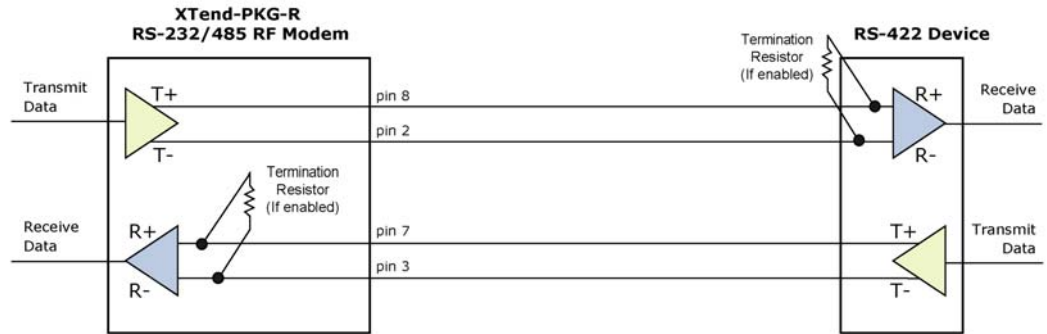 XTend-PKG-R
RS-232/485 RF Modem
RS-422 Device
Termination
Resistor
(If enabled)
Transmit
Data
T+
T-
pin 8
pin 2
R+
R-
Receive
Data
Termination
Resistor
(If enabled)
Receive
Data
R+
R-
pin 7
pin 3
T+
T-
Transmit
Data